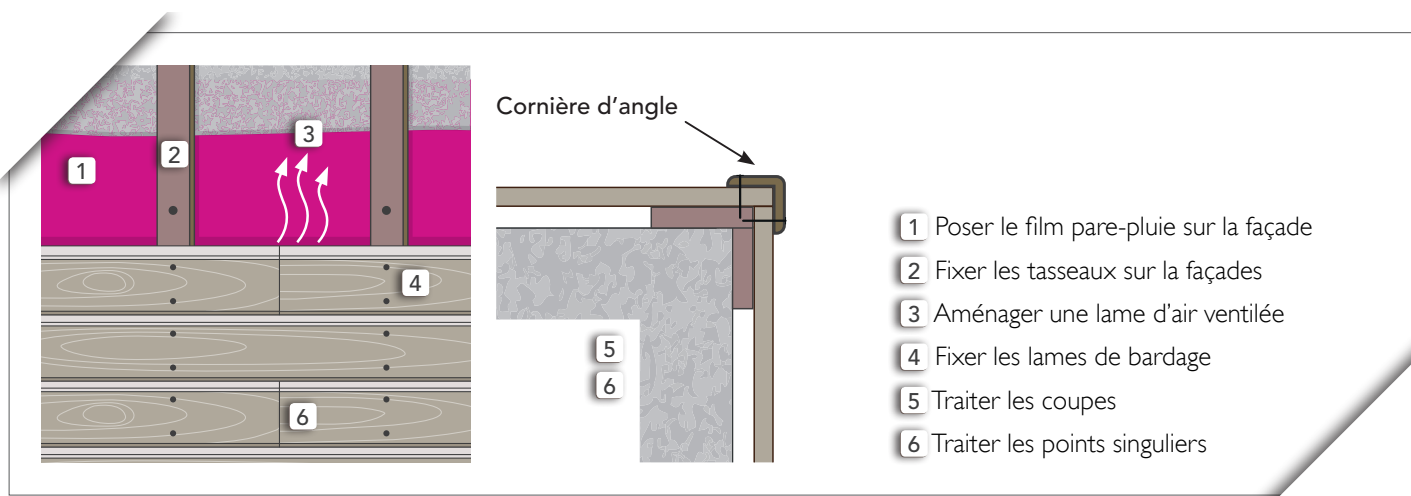 Cornière d'angle
3
2
1
4
5
6
6
1 Poser le film pare-pluie sur la façade
2 Fixer les tasseaux sur la façades
3 Aménager une lame d'air ventilée
4 Fixer les lames de bardage
5 Traiter les coupes
6 Traiter les points singuliers